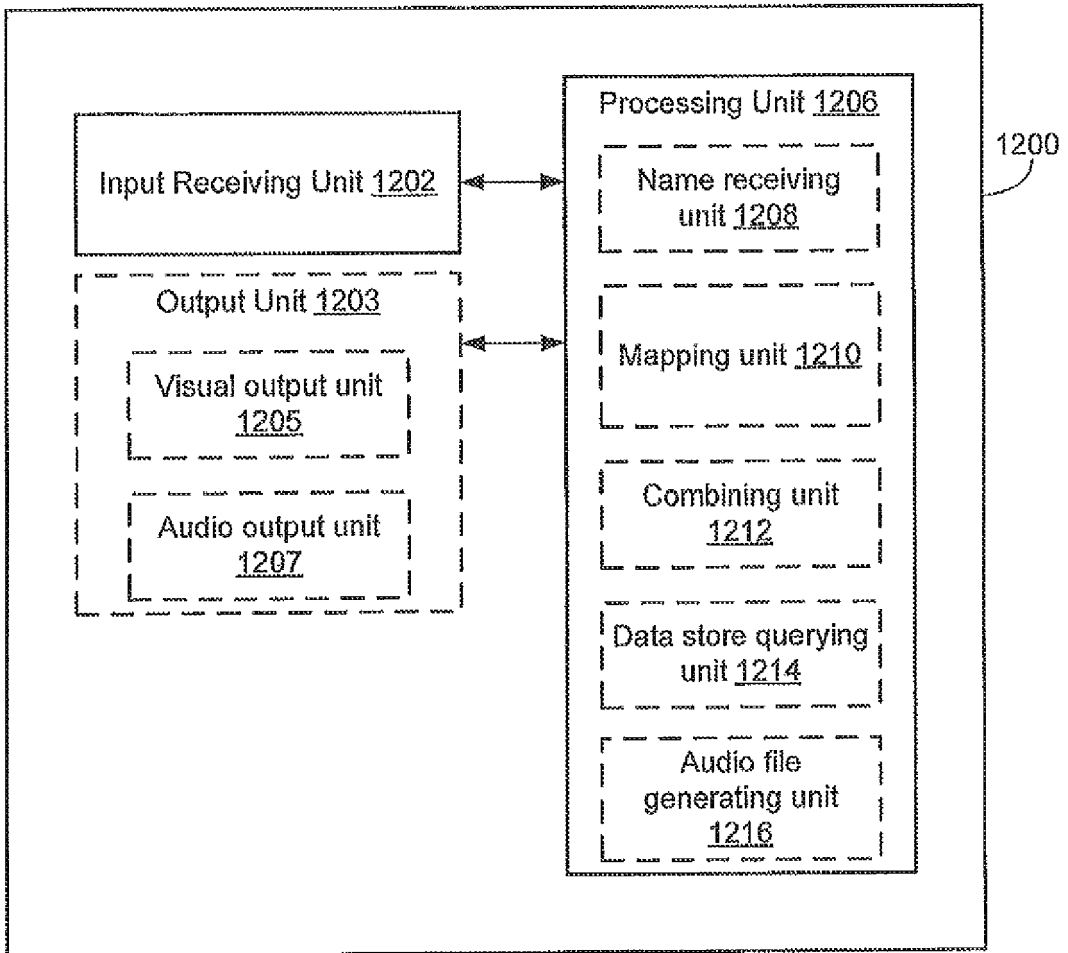 Input Receiving Unit 1202
Output Unit 1203
Visual output unit
1205
Audio output unit
1207
Processing Unit 1206
Name receiving
unit 1208
Mapping unit 1210
Combining unit
1212
Data store querying
unit 1214
Audio file
generating unit
1216
1200